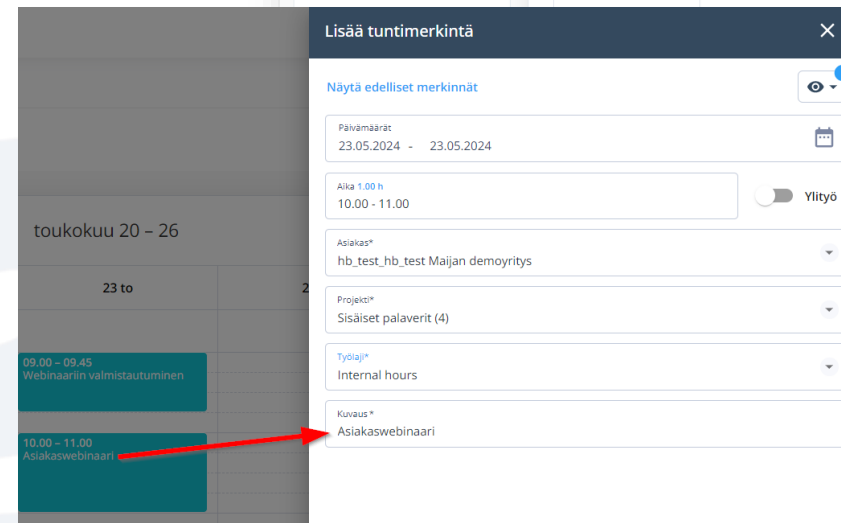 Lisää tuntimerkintä
Näytä edelliset merkinnät
Päivämäärät
23.05.2024 - 23.05.2024
Aika 1.00 h
10.00 - 11.00
Ylityö
Asiakas*
hb_test_hb_test Maijan demoyritys
Projekti*
Sisäiset palaverit (4)
Työlaji*
Internal hours
Kuvaus *
Asiakaswebinaari
toukokuu 20 – 26
23 to
2
09.00 – 09.45
Webinaariin valmistautuminen
10.00 – 11.00
Asiakaswebinaari